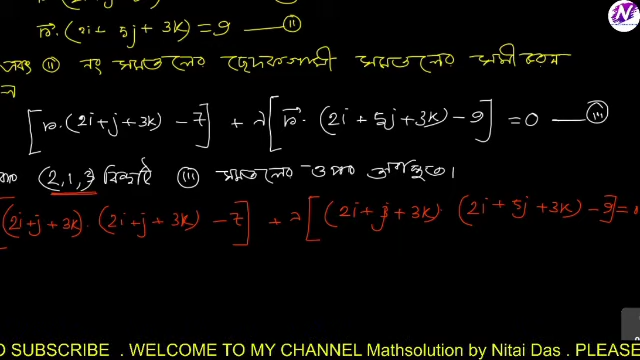 N
r⃗. (2i + 5j + 3k) = 9 — (ii)
এবং (ii) নং সমতলের ছেদকগামী সমতলের সমীকরণ
[r. (2i + j + 3k) - 7] + λ [r⃗. (2i + 5j + 3k) - 9] = 0 — (iii)
(2, 1, 3) বিন্দুটি (iii) সমতলের ওপর অবস্থিত।
[(2i + j + 3k). (2i + j + 3k) - 7] + λ [(2i + j + 3k). (2i + 5j + 3k) - 9] =
O SUBSCRIBE . WELCOME TO MY CHANNEL Mathsolution by Nitai Das . PLEASE